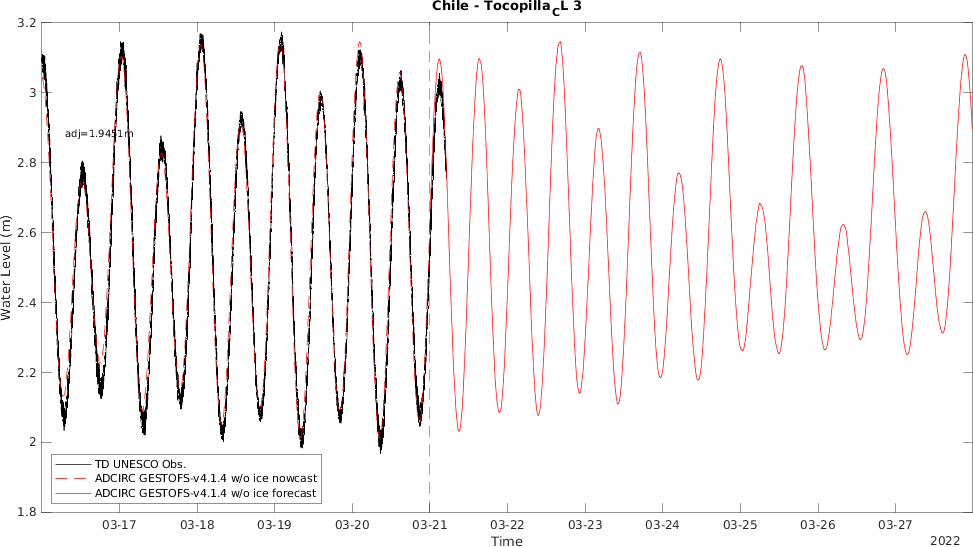 Chile - Tocopilla_CL 3
3.2
3
2.8
2.6
2.4
2.2
2
1.8
Water Level (m)
adj=1.9451m
TD UNESCO Obs.
ADCIRC GESTOFS-v4.1.4 w/o ice nowcast
ADCIRC GESTOFS-v4.1.4 w/o ice forecast
03-17 03-18 03-19 03-20 03-21 03-22 03-23 03-24 03-25 03-26 03-27
Time
2022